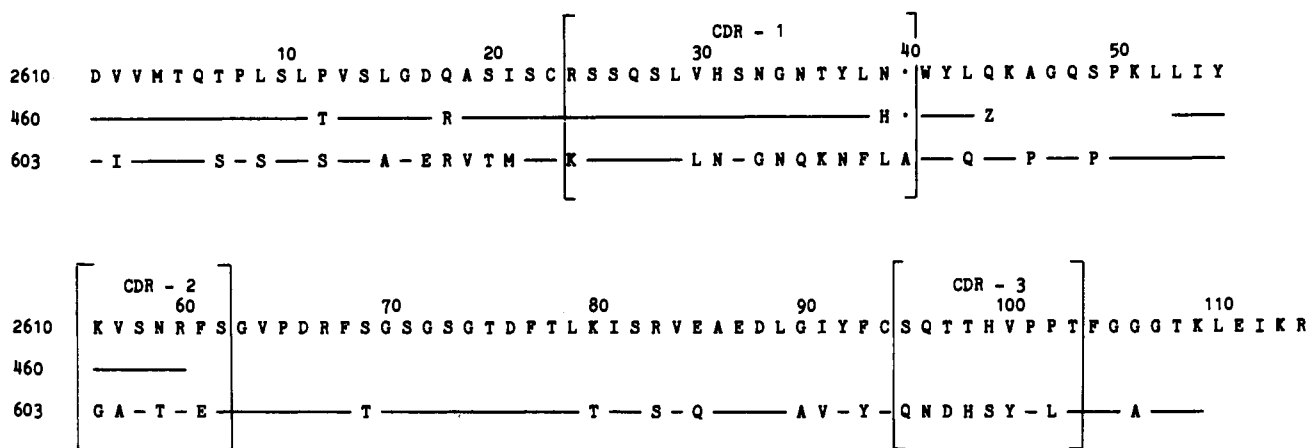 CDR - 1
10 20 30 40 50
2610 D V V M T Q T P L S L P V S L G D Q A S I S C R S S Q S L V H S N G N T Y L N · W Y L Q K A G Q S P K L L I Y
460 ——— T ——— R ——— H · — Z ——
603 - I —— S - S — S — A - E R V T M — K —— L N - G N Q K N F L A — Q — P — P ———
CDR - 2 CDR - 3
60 70 80 90 100 110
2610 K V S N R F S G V P D R F S G S G S G T D F T L K I S R V E A E D L G I Y F C S Q T T H V P P T F G G G T K L E I K R
460 ———
603 G A - T - E ——— T ——— T — S - Q —— A V - Y - Q N D H S Y - L —— A ——